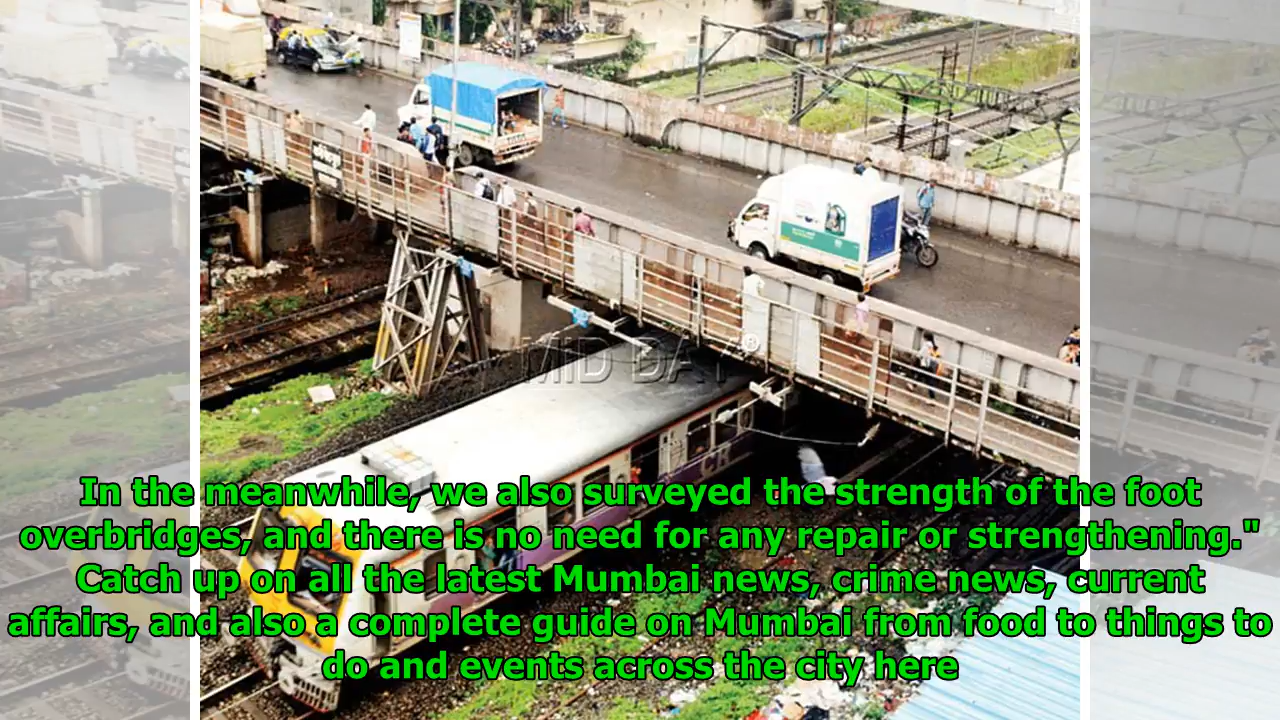 MID DAY®
CR
In the meanwhile, we also surveyed the strength of the foot
overbridges, and there is no need for any repair or strengthening."
Catch up on all the latest Mumbai news, crime news, current
affairs, and also a complete guide on Mumbai from food to things to
do and events across the city here